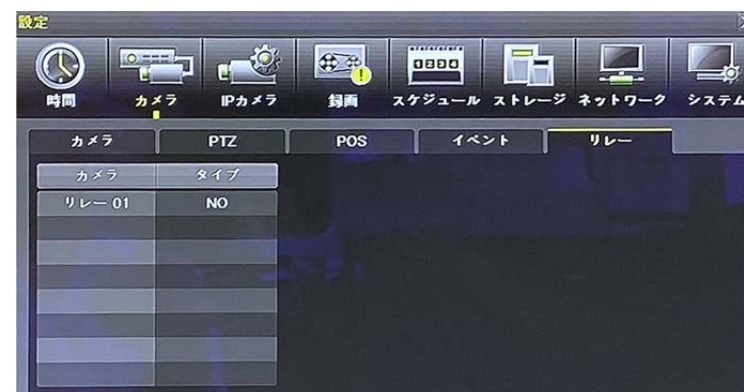 設定
時間 カメラ IPカメラ 録画 スケジュール ストレージ ネットワーク システム
カメラ PTZ POS イベント リレー
カメラ タイプ
リレー 01 NO